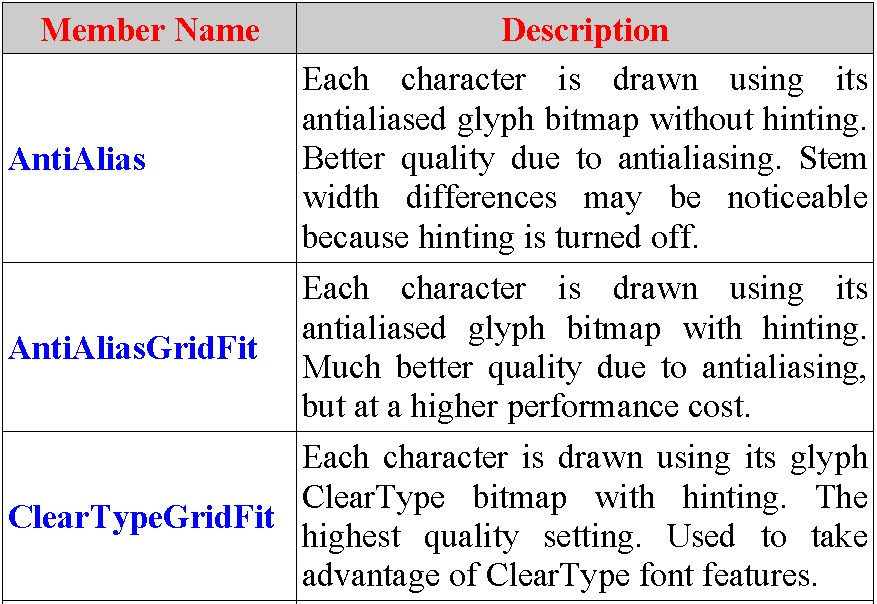 Member Name Description
AntiAlias
Each character is drawn using its
antialiased glyph bitmap without hinting.
Better quality due to antialiasing. Stem
width differences may be noticeable
because hinting is turned off.
AntiAliasGridFit
Each character is drawn using its
antialiased glyph bitmap with hinting.
Much better quality due to antialiasing,
but at a higher performance cost.
ClearTypeGridFit
Each character is drawn using its glyph
ClearType bitmap with hinting. The
highest quality setting. Used to take
advantage of ClearType font features.